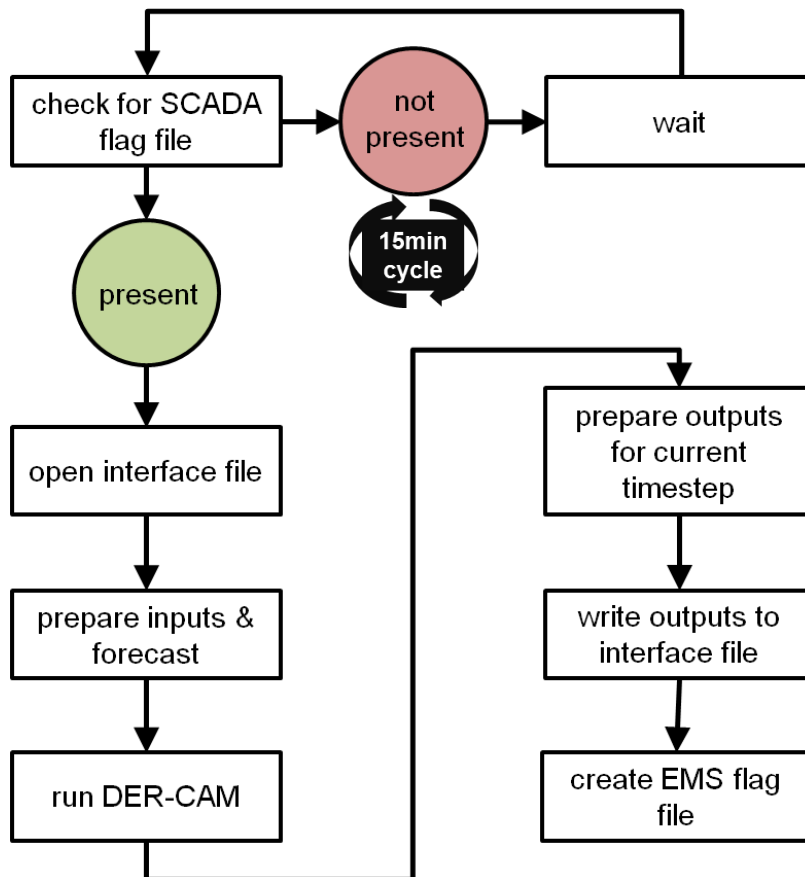 check for SCADA
flag file
not
present
wait
15min
cycle
present
open interface file
prepare inputs &
forecast
run DER-CAM
prepare outputs
for current
timestep
write outputs to
interface file
create EMS flag
file